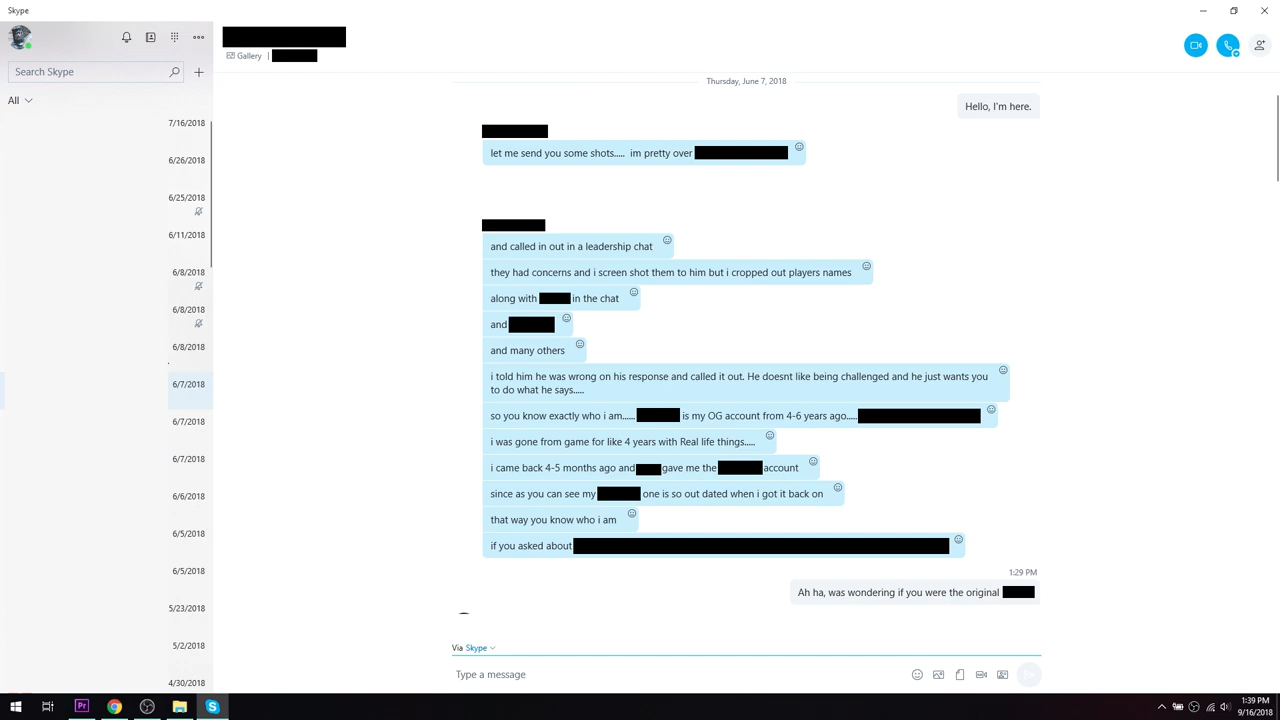 Skype
Gallery |
Search Skype
All
7/16/2018
6/26/2018
6/25/2018
6/11/2018
6/8/2018
6/8/2018
6/8/2018
6/7/2018
6/7/2018
6/7/2018
6/6/2018
6/5/2018
6/5/2018
5/23/2018
5/2/2018
4/30/2018
Thursday, June 7, 2018
Hello, I'm here.
let me send you some shots..... im pretty over
and called in out in a leadership chat
they had concerns and i screen shot them to him but i cropped out players names
along with in the chat
and
and many others
i told him he was wrong on his response and called it out. He doesnt like being challenged and he just wants you
to do what he says.....
so you know exactly who i am...... is my OG account from 4-6 years ago.....
i was gone from game for like 4 years with Real life things.....
i came back 4-5 months ago and gave me the account
since as you can see my one is so out dated when i got it back on
that way you know who i am
if you asked about
1:29 PM
Ah ha, was wondering if you were the original
Via Skype
Type a message
Pr
1:39 PM
9/16/2018